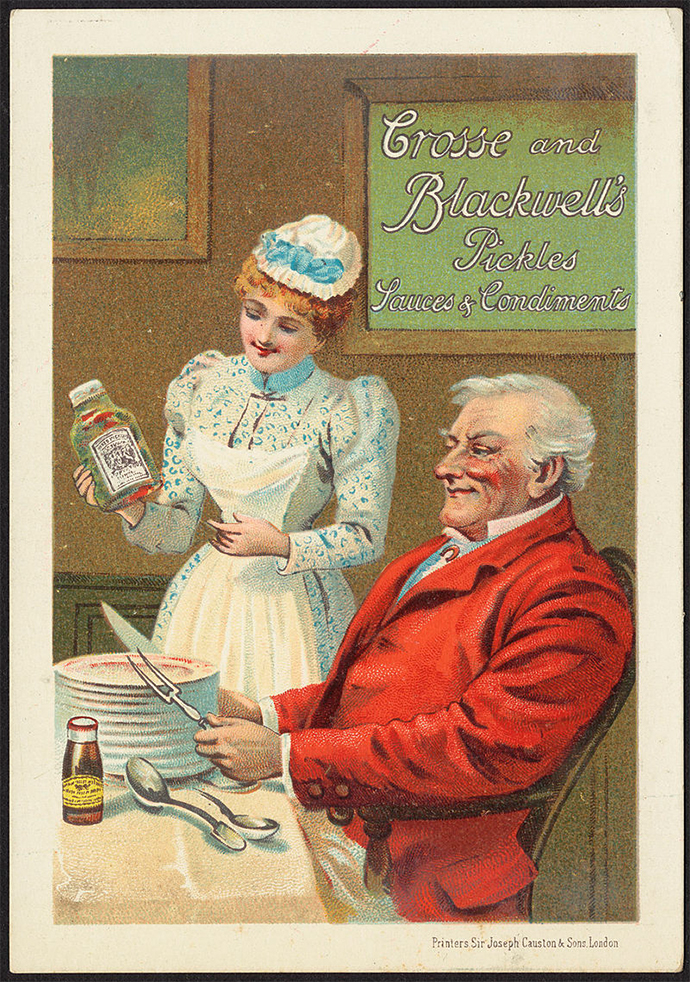 Crosse and
Blackwell's
Pickles
Sauces & Condiments
Printers, Sir Joseph Causton & Sons, London